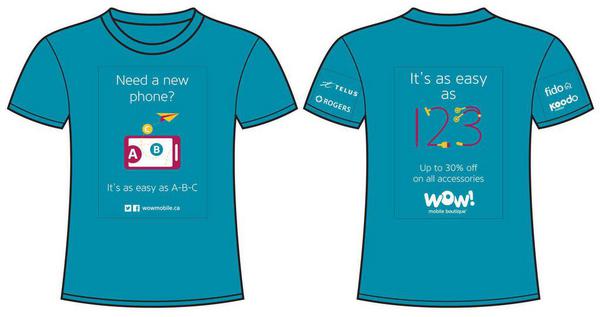 Need a new
phone?
C
A
B
It's as easy as A-B-C
wowmobile.ca
TELUS
ROGERS
It's as easy
as
123
Up to 30% off
on all accessories
WOW!
mobile boutique
fido
Koodo